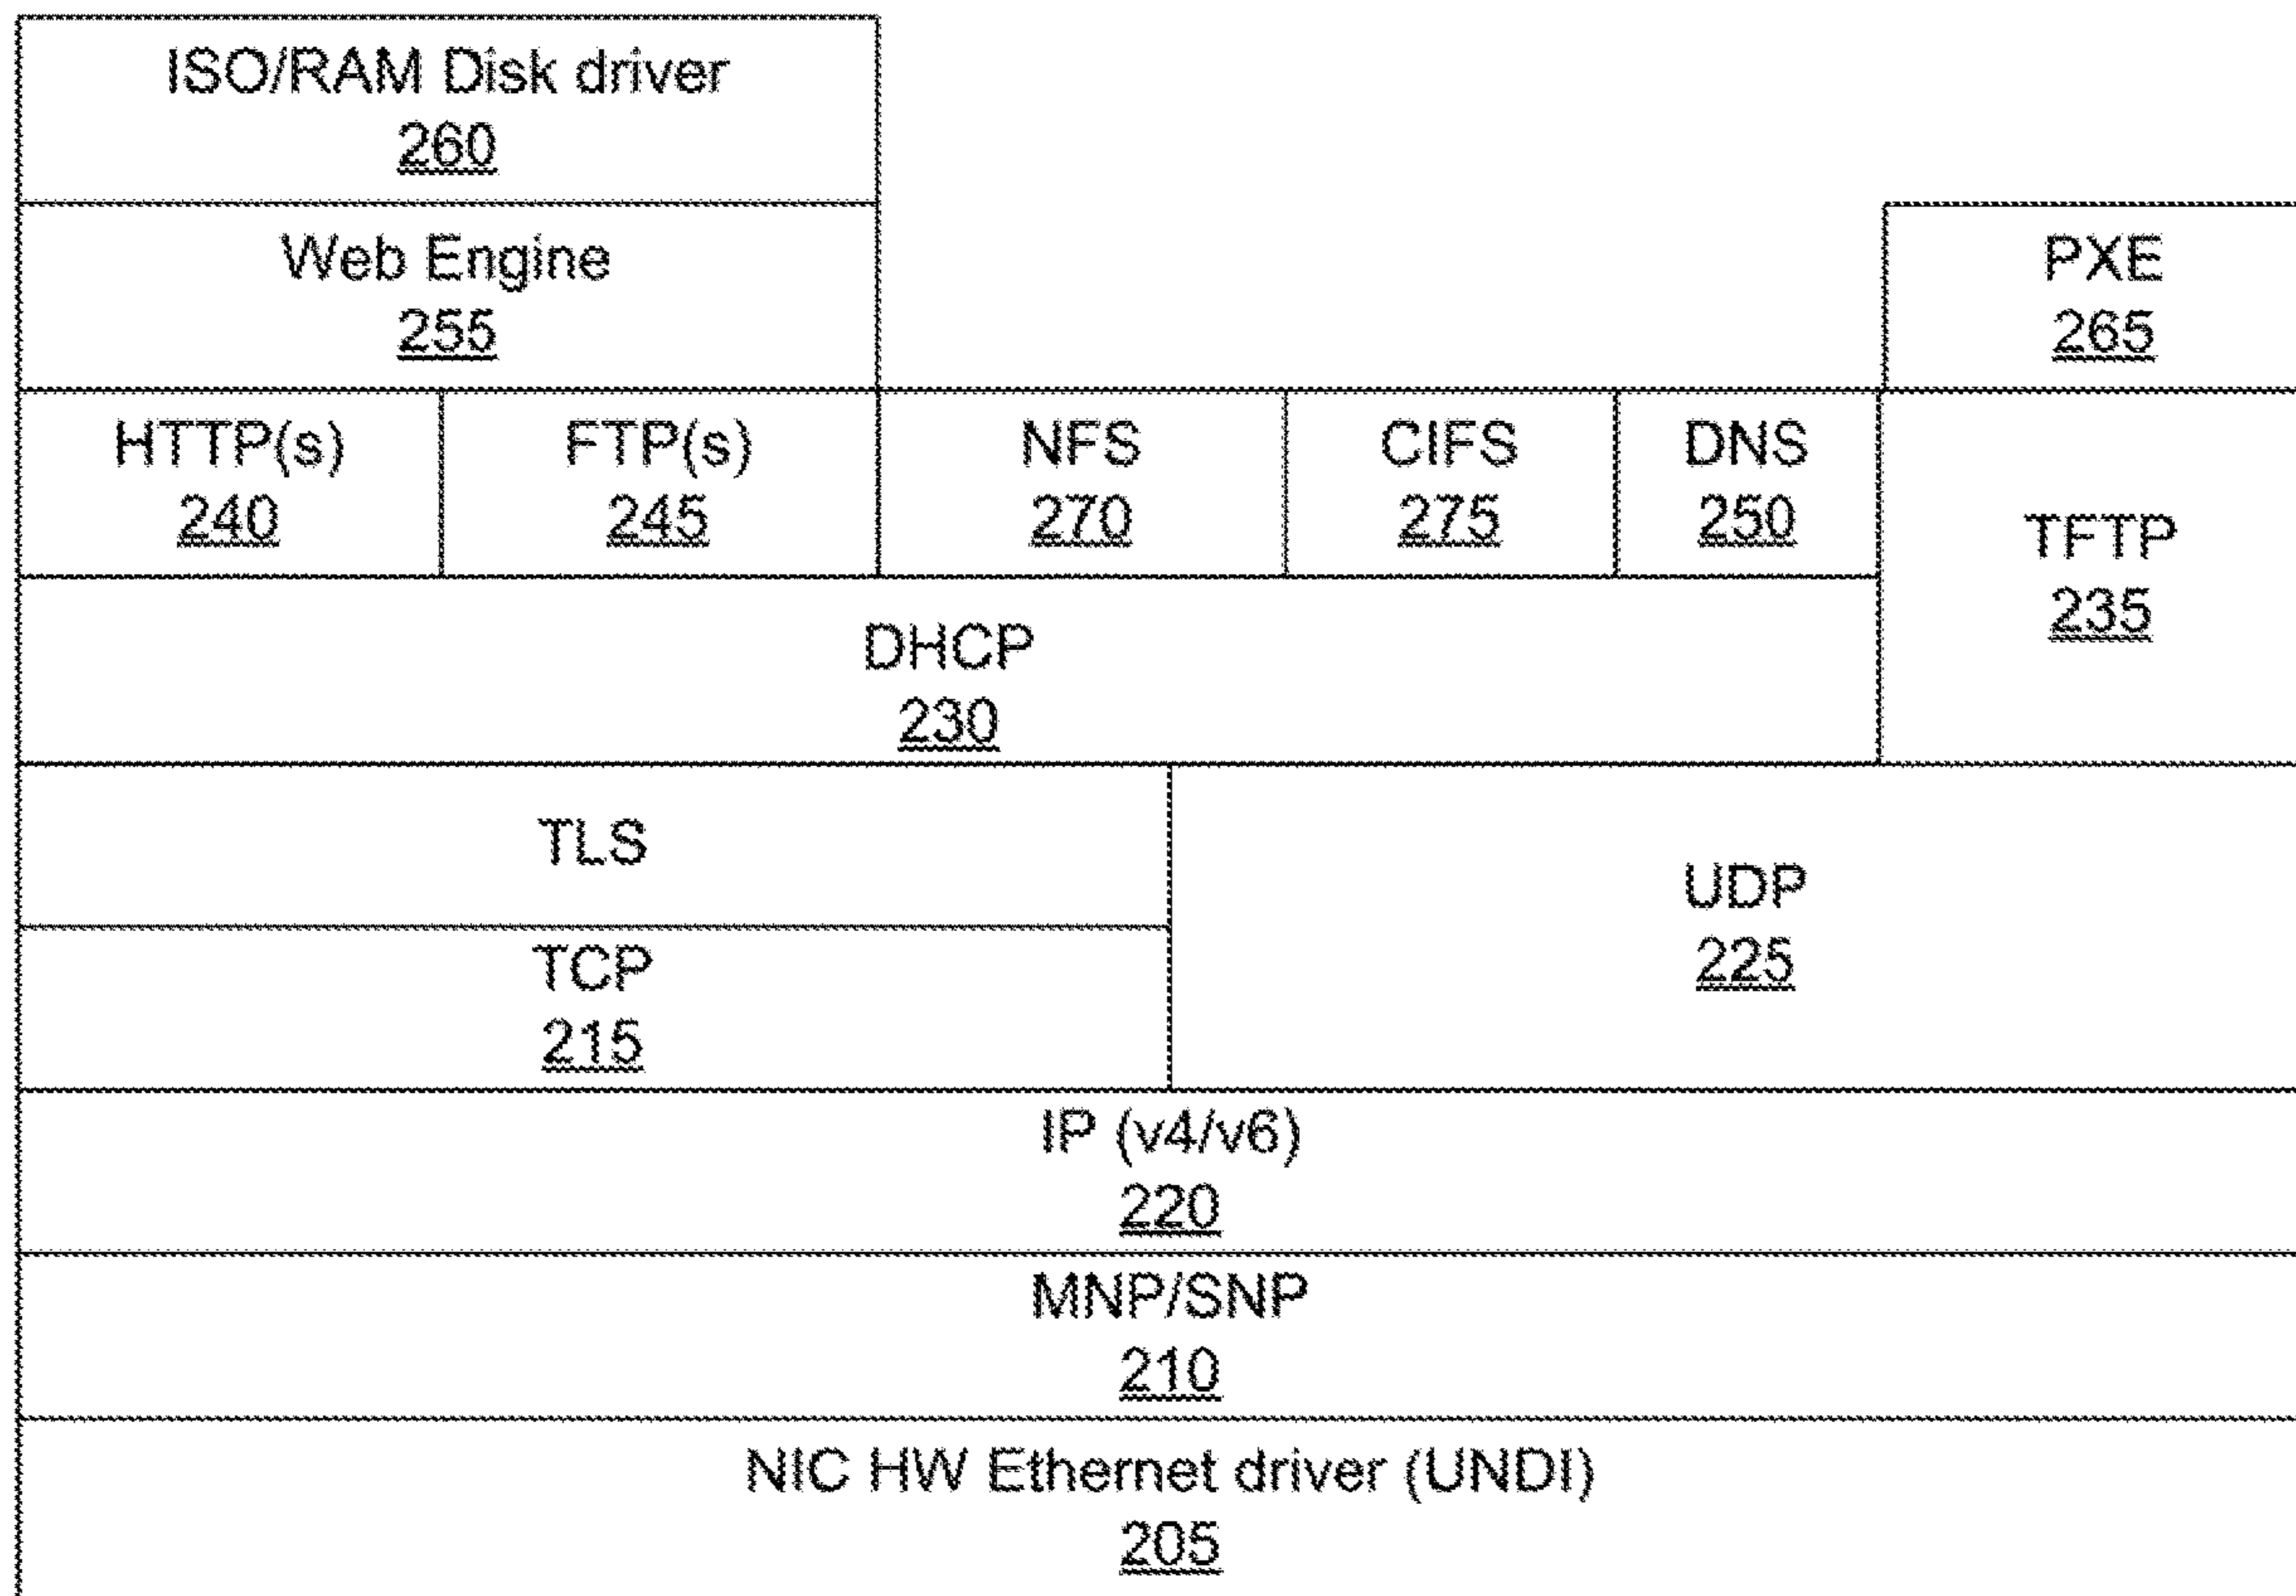 ISO/RAM Disk driver
260
Web Engine
255
PXE
265
HTTP(s)
240
FTP(s)
245
NFS
270
CIFS
275
DNS
250
TFTP
235
DHCP
230
TLS
UDP
225
TCP
215
IP (v4/v6)
220
MNP/SNP
210
NIC HW Ethernet driver (UNDI)
205